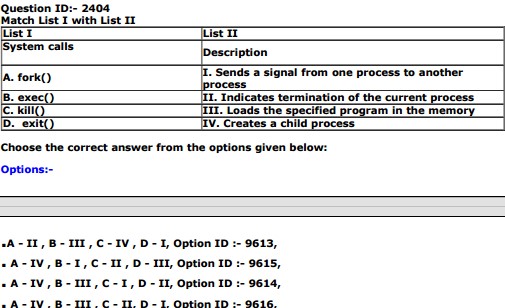 Question ID:- 2404
Match List I with List II
List I List II
System calls Description
A. fork() I. Sends a signal from one process to another
process
B. exec() II. Indicates termination of the current process
C. kill() III. Loads the specified program in the memory
D. exit() IV. Creates a child process
Choose the correct answer from the options given below:
Options:-
▪A - II , B - III , C - IV , D - I, Option ID :- 9613,
▪ A - IV , B - I , C - II , D - III, Option ID :- 9615,
▪ A - IV , B - III , C - I , D - II, Option ID :- 9614,
▪ A - IV , B - III , C - II, D - I, Option ID :- 9616,